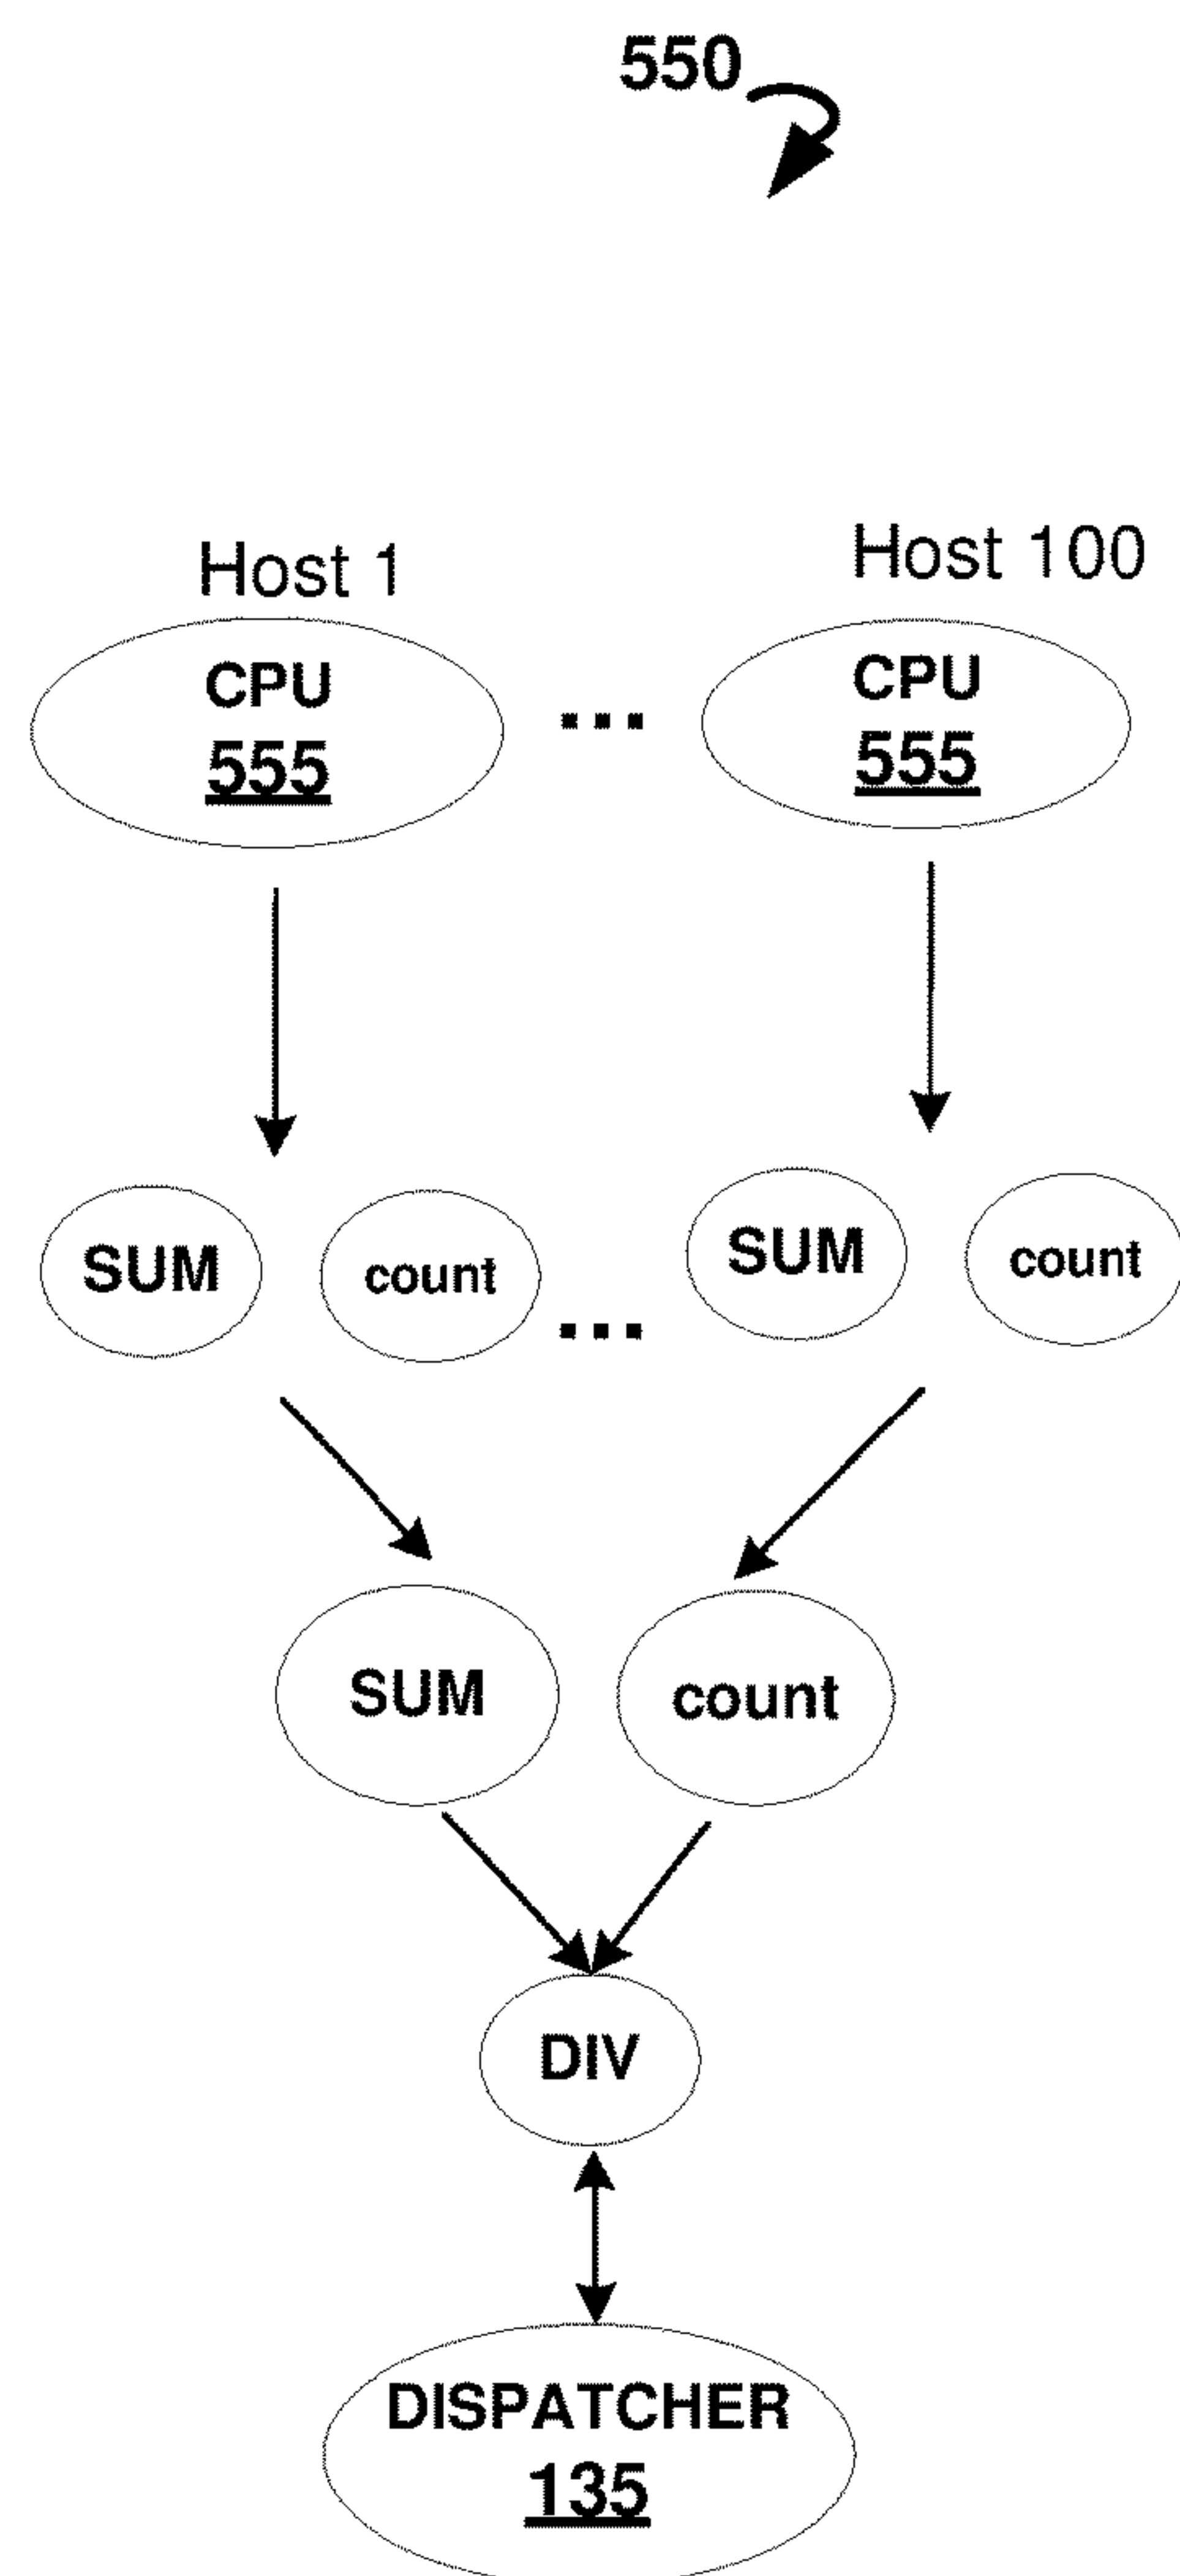 550
Host 1
Host 100
CPU
555
...
CPU
555
SUM
count
...
SUM
count
SUM
count
DIV
DISPATCHER
135